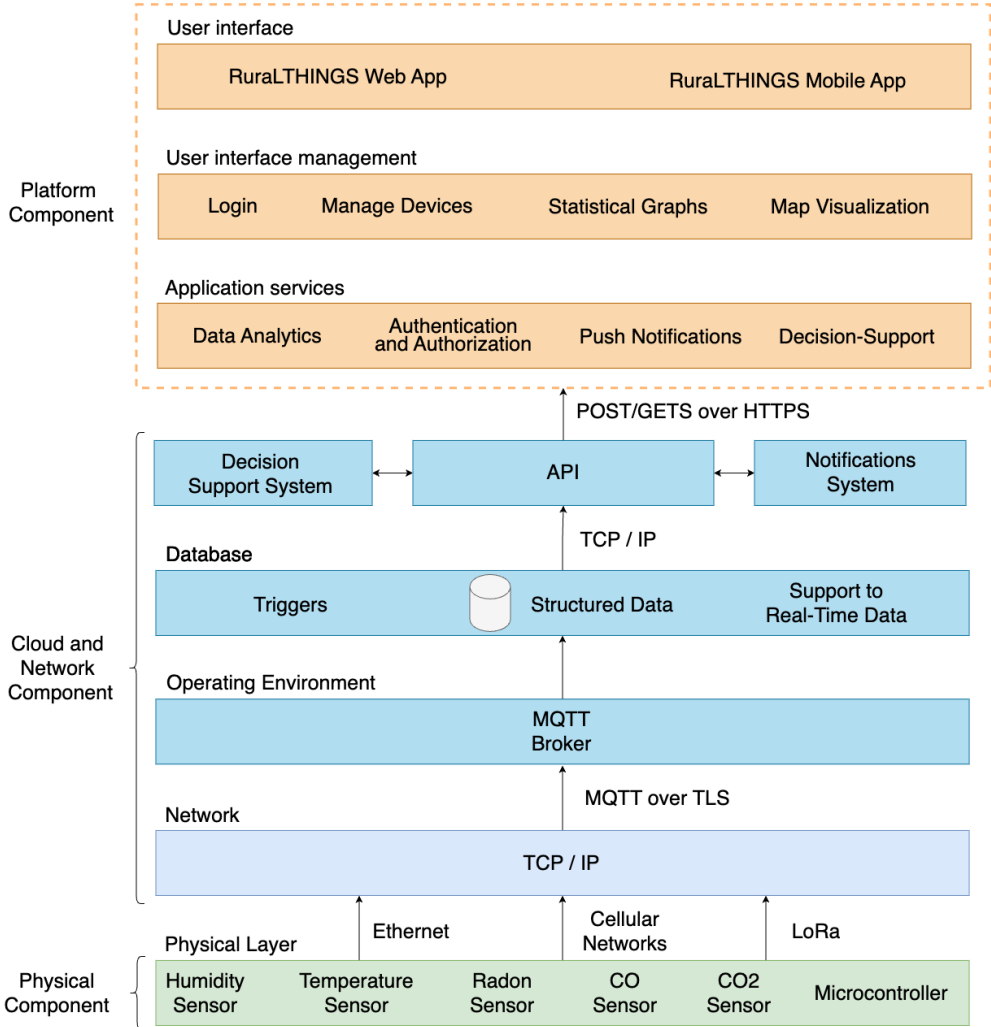 User interface
RuraLTHINGS Web App
RuraLTHINGS Mobile App
User interface management
Platform
Component
Login
Manage Devices
Statistical Graphs
Map Visualization
Application services
Data Analytics
Authentication
and Authorization
Push Notifications
Decision-Support
POST/GETS over HTTPS
Decision
Support System
API
Notifications
System
TCP / IP
Database
Triggers
Structured Data
Support to
Real-Time Data
Cloud and
Network
Component
Operating Environment
MQTT
Broker
MQTT over TLS
Network
TCP / IP
Ethernet
Cellular
Networks
LoRa
Physical Layer
Physical
Component
Humidity
Sensor
Temperature
Sensor
Radon
Sensor
CO
Sensor
CO2
Sensor
Microcontroller